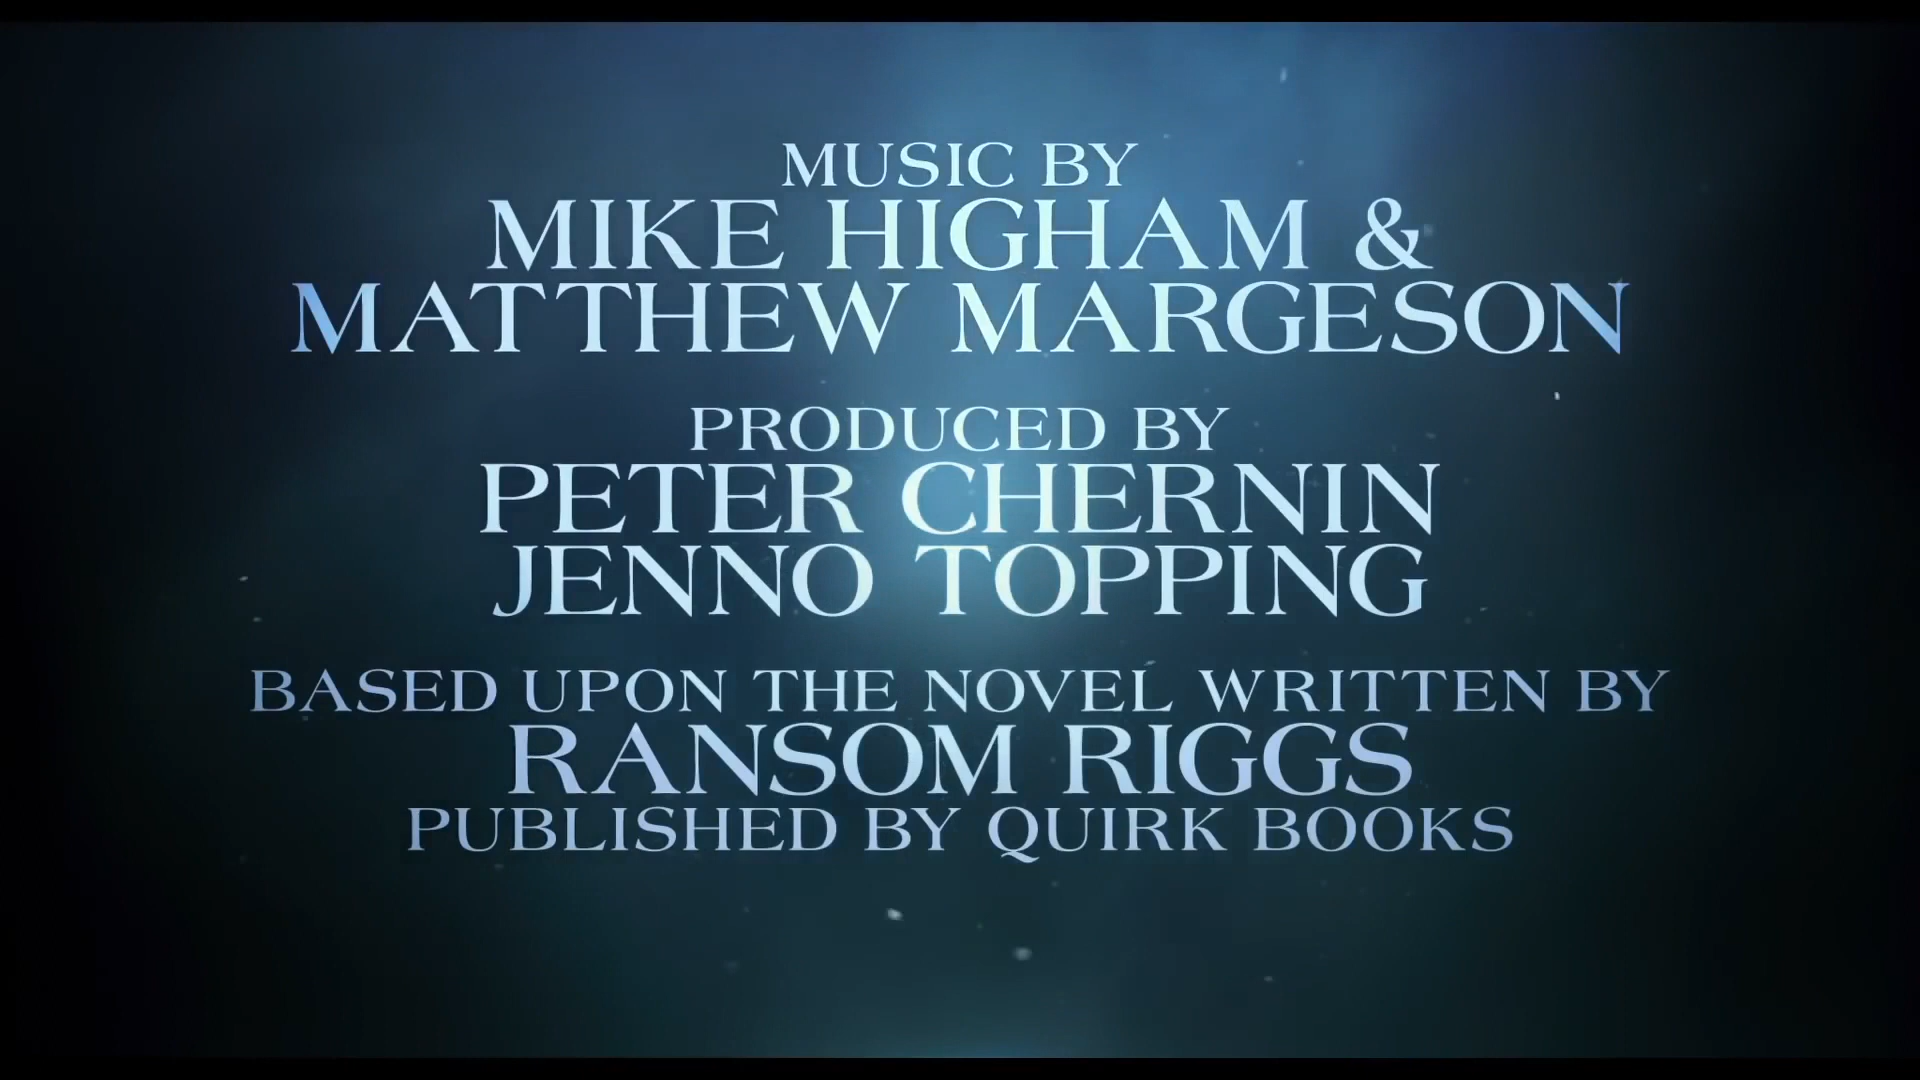 MUSIC BY
MIKE HIGHAM &
MATTHEW MARGESON
PRODUCED BY
PETER CHERNIN
JENNO TOPPING
BASED UPON THE NOVEL WRITTEN BY
RANSOM RIGGS
PUBLISHED BY QUIRK BOOKS